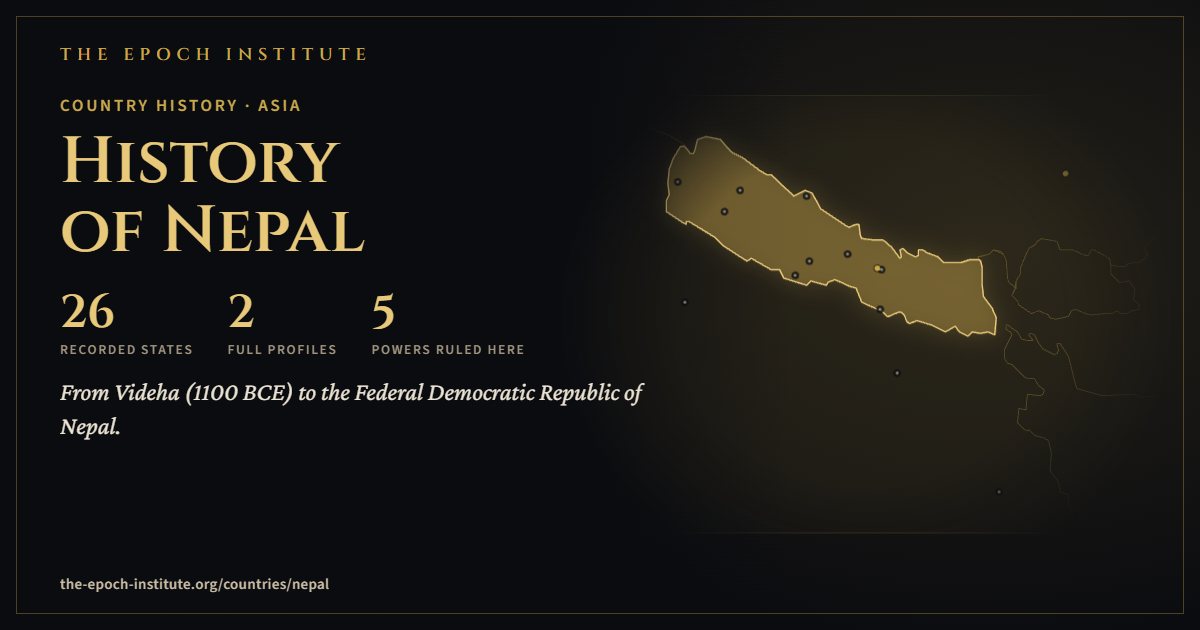 THE EPOCH INSTITUTE
COUNTRY HISTORY · ASIA
History
of Nepal
26 2 5
RECORDED STATES FULL PROFILES POWERS RULED HERE
From Videha (1100 BCE) to the Federal Democratic Republic of
Nepal.
the-epoch-institute.org/countries/nepal